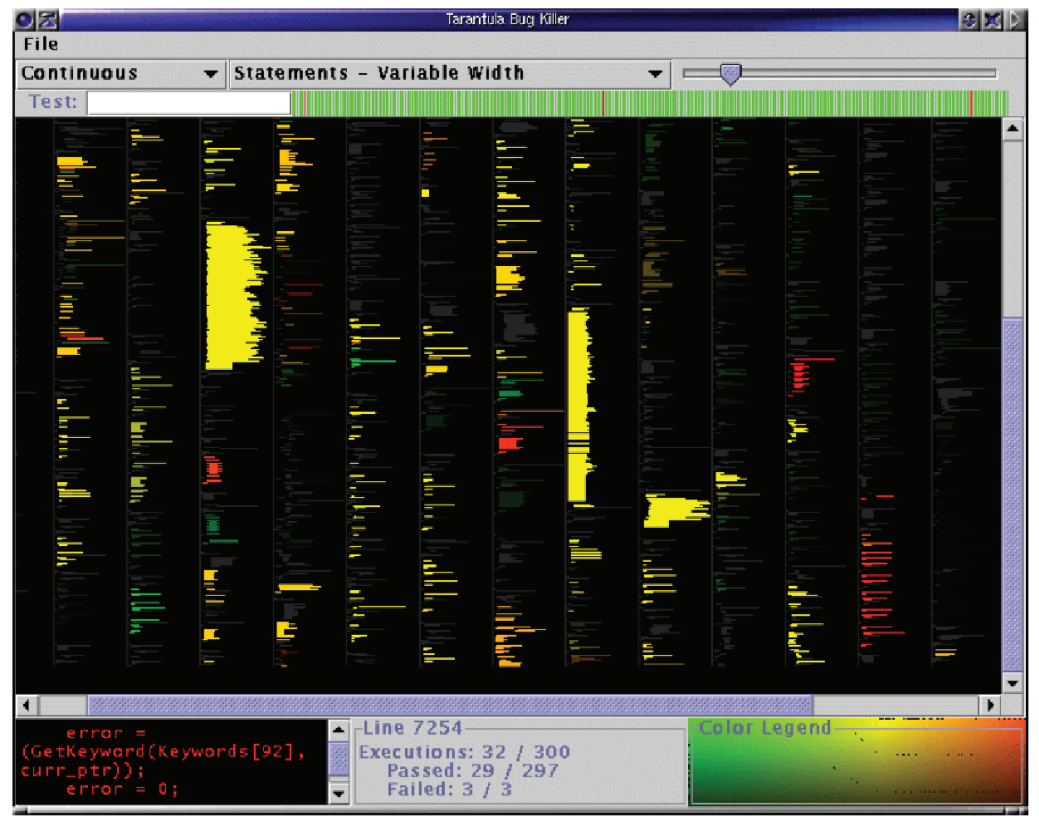 Tarantula Bug Killer
File
Continuous
Statements – Variable Width
Test:
error =
(GetKeyword(Keywords[92],
curr_ptr));
error = 0;
Line 7254
Executions: 32 / 300
Passed: 29 / 297
Failed: 3 / 3
Color Legend